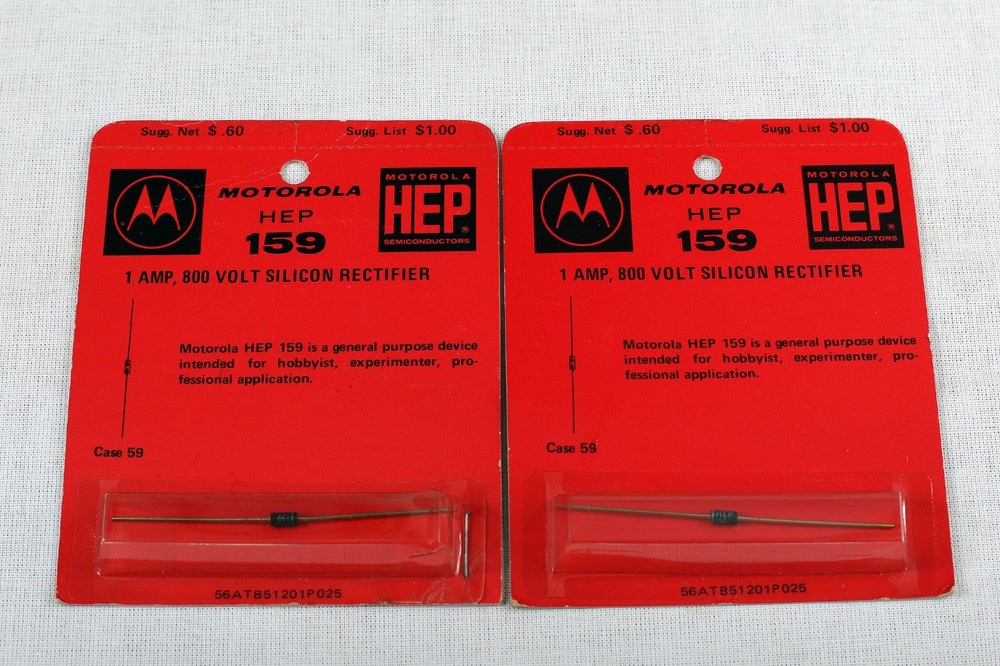 Sugg. Net $ .60 Sugg. List $1.00
MOTOROLA
HEP
159
MOTOROLA
HEP
SEMICONDUCTORS
®
1 AMP, 800 VOLT SILICON RECTIFIER
Motorola HEP 159 is a general purpose device
intended for hobbyist, experimenter, pro-
fessional application.
Case 59
56ATB51201P025
Sugg. Net $ .60 Sugg. List $1.00
MOTOROLA
HEP
159
MOTOROLA
HEP
SEMICONDUCTORS
®
1 AMP, 800 VOLT SILICON RECTIFIER
Motorola HEP 159 is a general purpose device
intended for hobbyist, experimenter, pro-
fessional application.
Case 59
HEP
56ATB51201P025